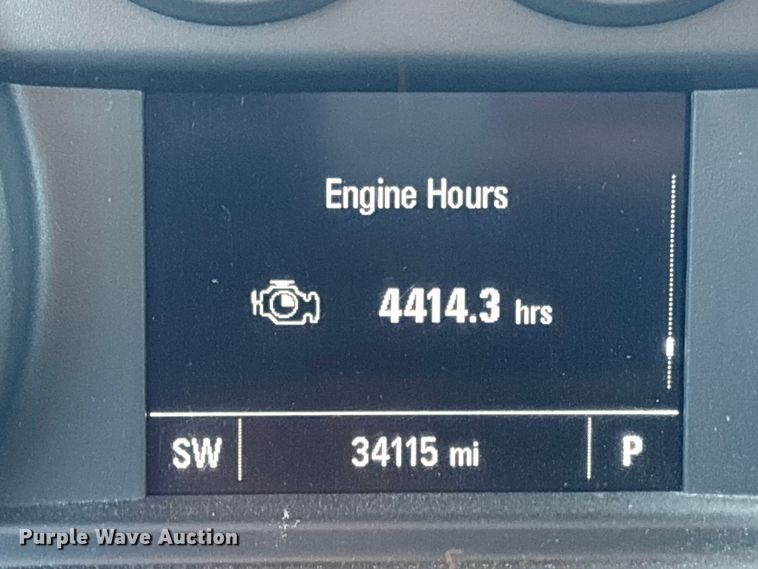 Engine Hours
4414.3 hrs
SW 34115 mi P
Purple Wave Auction